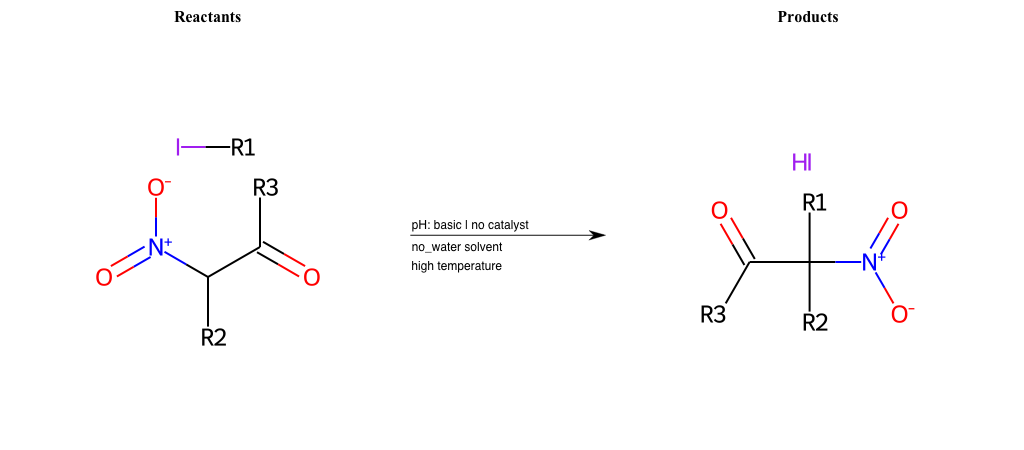 Reactants
Products
I R1
HI
O- R3
R1
O O
N+
pH: basic | no catalyst
N+
O O
no_water solvent
high temperature
R3 R2 O-
R2